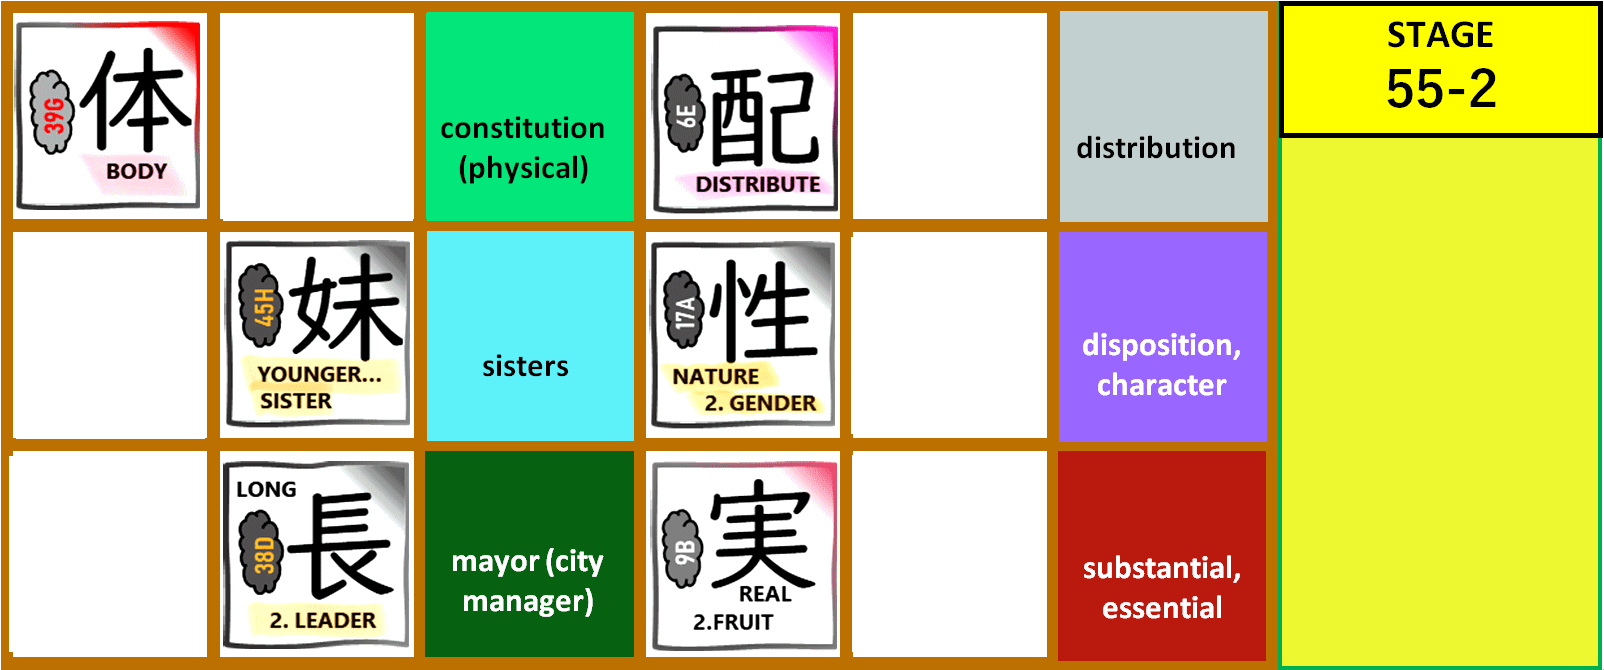 39G
体
BODY
constitution
(physical)
6E
配
DISTRIBUTE
distribution
STAGE
55-2
45H
妹
YOUNGER...
SISTER
sisters
17A
性
NATURE
2. GENDER
disposition,
character
LONG
38D
長
2. LEADER
mayor (city
manager)
9B
実
REAL
2.FRUIT
substantial,
essential